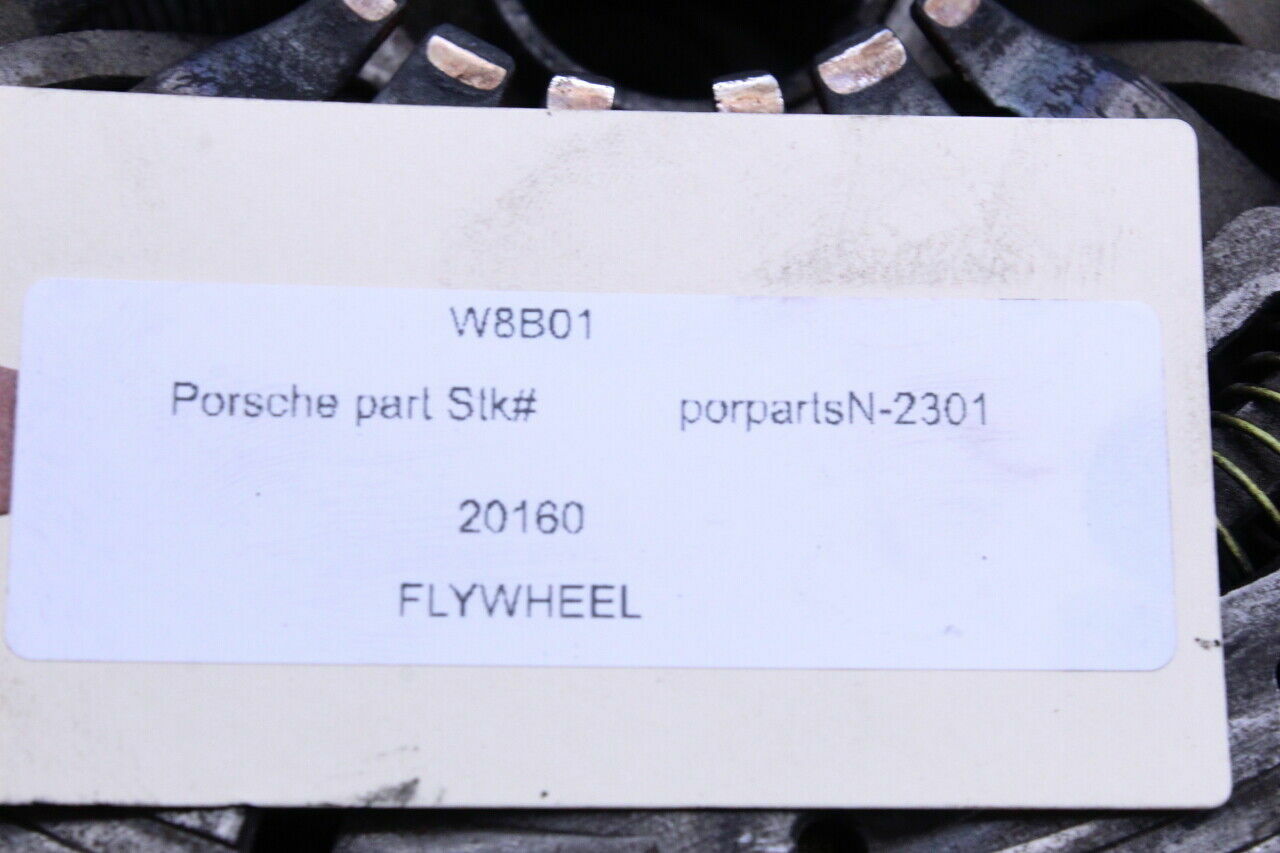 W8B01
Porsche part Stk# porpartsN-2301
20160
FLYWHEEL